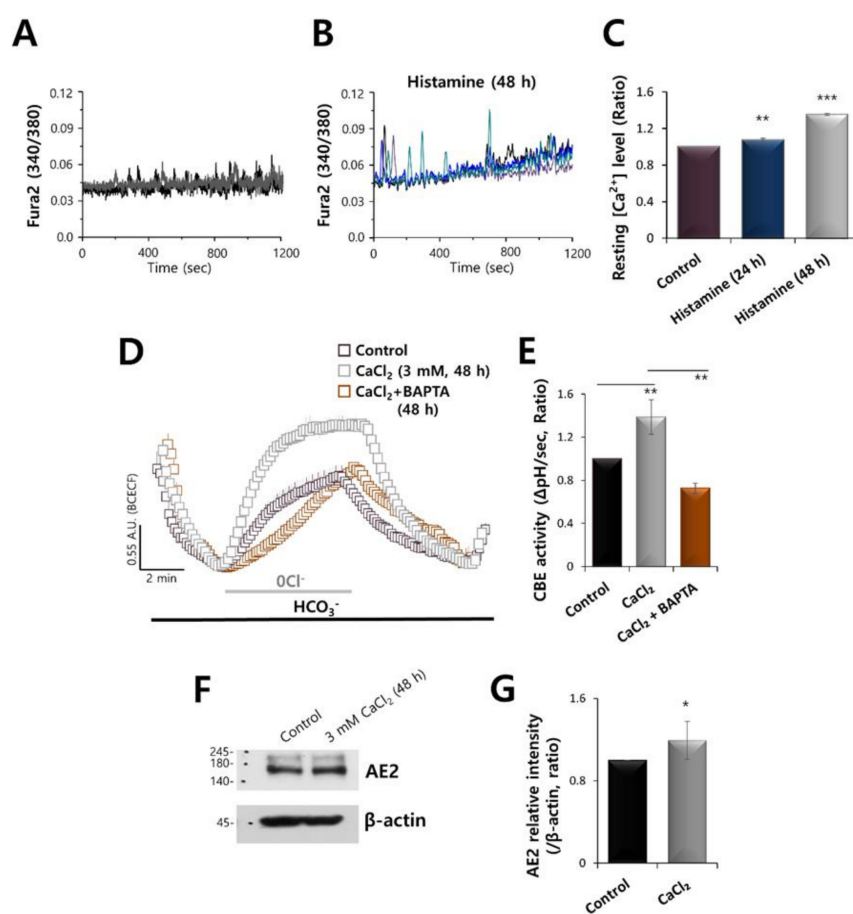 A
Fura2 (340/380)
0.12
0.09
0.06
0.03
0.0
0 400 800 1200
Time (sec)
B
Histamine (48 h)
Fura2 (340/380)
0.12
0.09
0.06
0.03
0.0
0 400 800 1200
Time (sec)
C
Resting [Ca²⁺] level (Ratio)
1.6
1.2
0.8
0.4
0
**
***
Control
Histamine (24 h)
Histamine (48 h)
D
Control
CaCl₂ (3 mM, 48 h)
CaCl₂+BAPTA
(48 h)
0.55 A.U. (BCECF)
2 min
0Cl⁻
HCO₃⁻
E
CBE activity (ΔpH/sec, Ratio)
1.6
1.2
0.8
0.4
0
**
**
Control
CaCl₂
CaCl₂ + BAPTA
F
Control
3 mM CaCl₂ (48 h)
245-
180-
140-
AE2
45-
β-actin
G
AE2 relative intensity
(/β-actin, ratio)
1.6
0.8
0
*
Control
CaCl₂